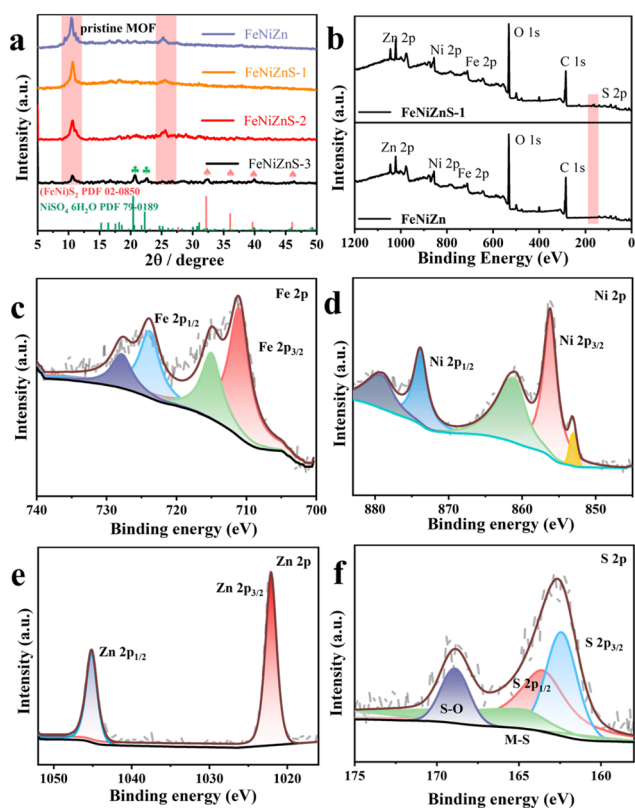 a
pristine MOF
FeNiZn
FeNiZnS-1
FeNiZnS-2
FeNiZnS-3
(FeNi)S₂ PDF 02-0850
NiSO₄ 6H₂O PDF 79-0189
Intensity (a.u.)
5 10 15 20 25 30 35 40 45 50
2θ / degree
b
Zn 2p
Ni 2p
Fe 2p
O 1s
C 1s
S 2p
FeNiZnS-1
Zn 2p
Ni 2p
Fe 2p
O 1s
C 1s
FeNiZn
Intensity (a.u.)
1200 1000 800 600 400 200 0
Binding Energy (eV)
c
Fe 2p
Fe 2p1/2
Fe 2p3/2
Intensity (a.u.)
740 730 720 710 700
Binding energy (eV)
d
Ni 2p
Ni 2p1/2
Ni 2p3/2
Intensity (a.u.)
880 870 860 850
Binding energy (eV)
e
Zn 2p
Zn 2p3/2
Zn 2p1/2
Intensity (a.u.)
1050 1040 1030 1020
Binding energy (eV)
f
S 2p
S 2p3/2
S 2p1/2
S-O
M-S
Intensity (a.u.)
175 170 165 160
Binding energy (eV)